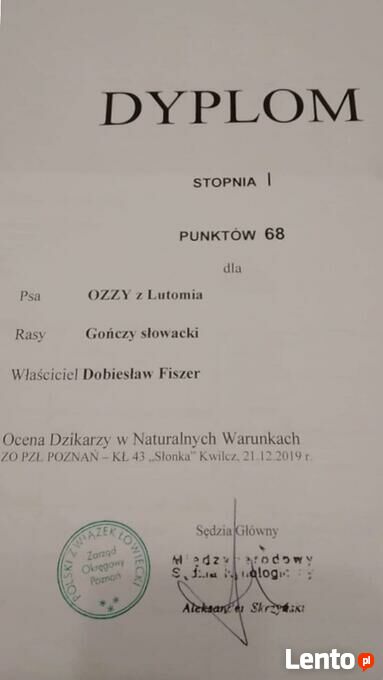 DYPLOM
STOPNIA I
PUNKTÓW 68
dla
Psa OZZY z Lutomia
Rasy Gończy słowacki
Właściciel Dobiesław Fiszer
Ocena Dzikarzy w Naturalnych Warunkach
ZO PZŁ POZNAŃ – KŁ 43 „Słonka” Kwilcz, 21.12.2019 r.
Sędzia Główny
POLSKI ZWIĄZEK ŁOWIECKI
Zarząd
Okręgowy
Poznań
Międzynarodowy
Lento.pl